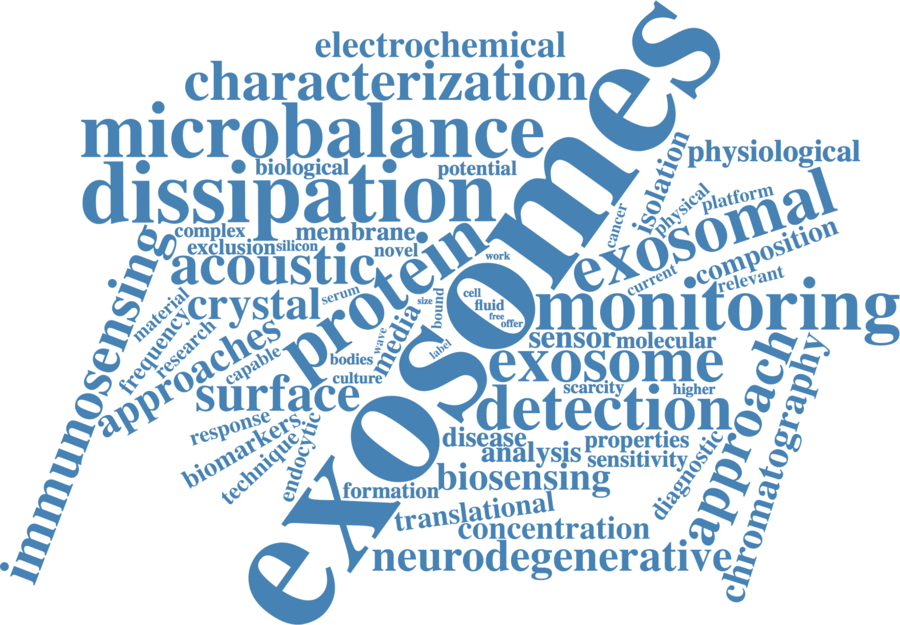 electrochemical
characterization
microbalance
biological
potential
dissipation
exosomes
isolation
physiological
physical
platform
cancer
exosomal
composition
current
relevant
complex
membrane
exclusion
silicon
novel
acoustic
protein
work
immunosensing
material
crystal
serum
size
bound
cell
fluid
free
offer
monitoring
frequency
research
approaches
capable
bodies
wave
media
label
sensor
molecular
exosome
culture
scarcity
higher
surface
detection
approach
chromatography
response
biomarkers
technique
endocytic
disease
properties
analysis
sensitivity
diagnostic
formation
biosensing
translational
concentration
neurodegenerative